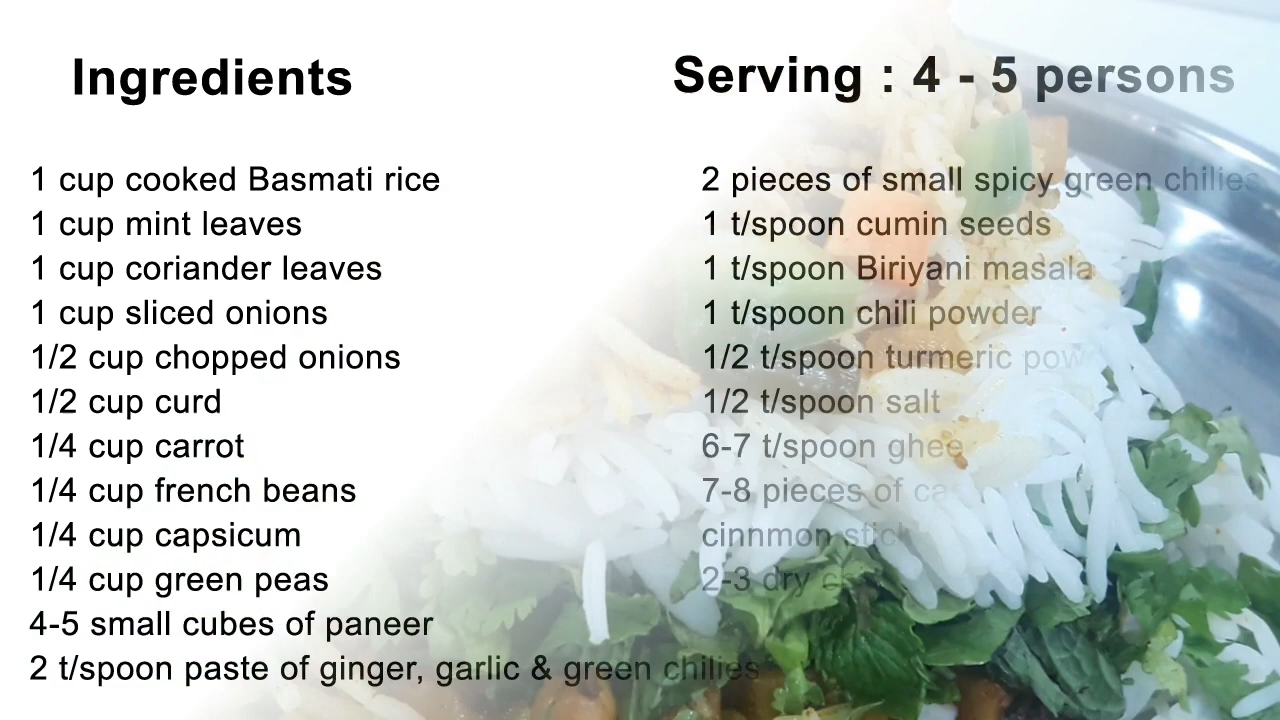 Ingredients
1 cup cooked Basmati rice
1 cup mint leaves
1 cup coriander leaves
1 cup sliced onions
1/2 cup chopped onions
1/2 cup curd
1/4 cup carrot
1/4 cup french beans
1/4 cup capsicum
1/4 cup green peas
4-5 small cubes of paneer
2 t/spoon paste of ginger, garlic & green chilies
Serving : 4 - 5 persons
2 pieces of small spicy green chilies
1 t/spoon cumin seeds
1 t/spoon Biriyani masala
1 t/spoon chili powder
1/2 t/spoon turmeric
1/2 t/spoon salt
6-7 t/spoon ghee
7-8 pieces of
cinnmon
2-3 dry